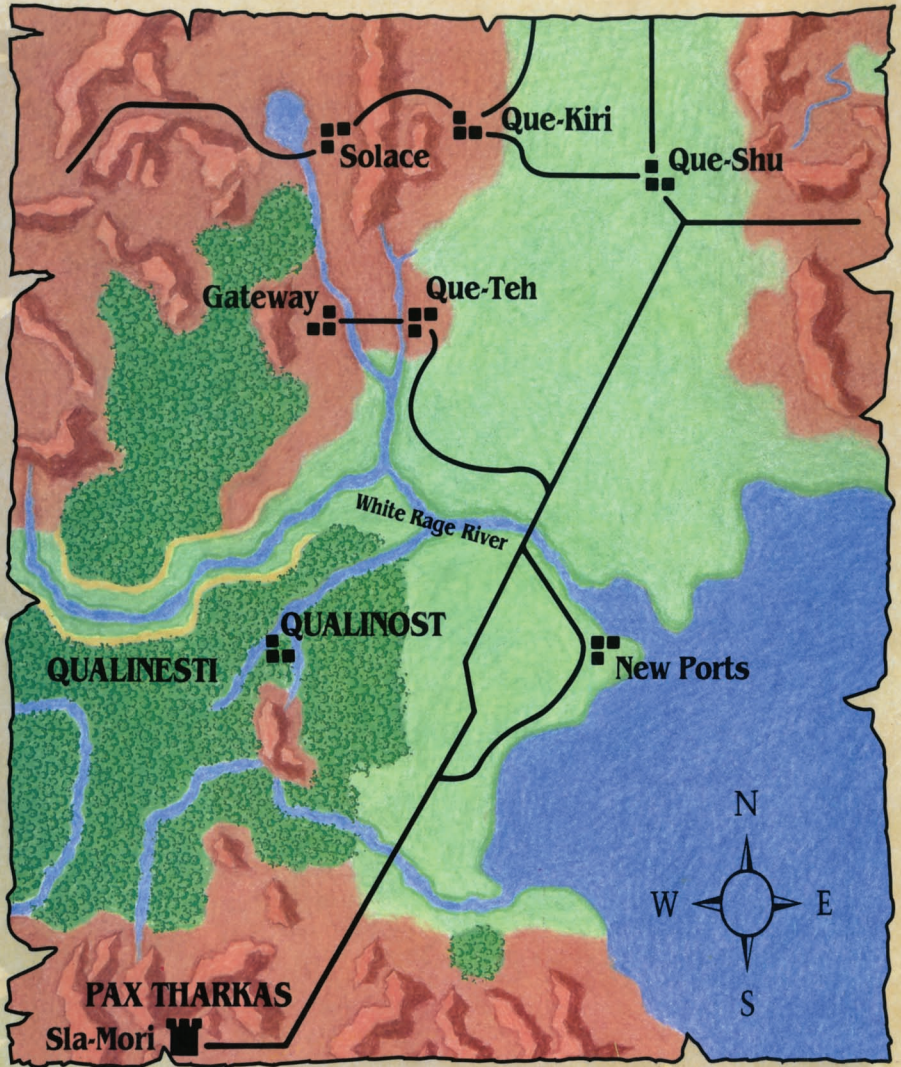 Que-Kiri
Solace
Que-Shu
Gateway
Que-Teh
White Rage River
QUALINOST
QUALINESTI
New Ports
N
W
E
S
PAX THARKAS
Sla-Mori